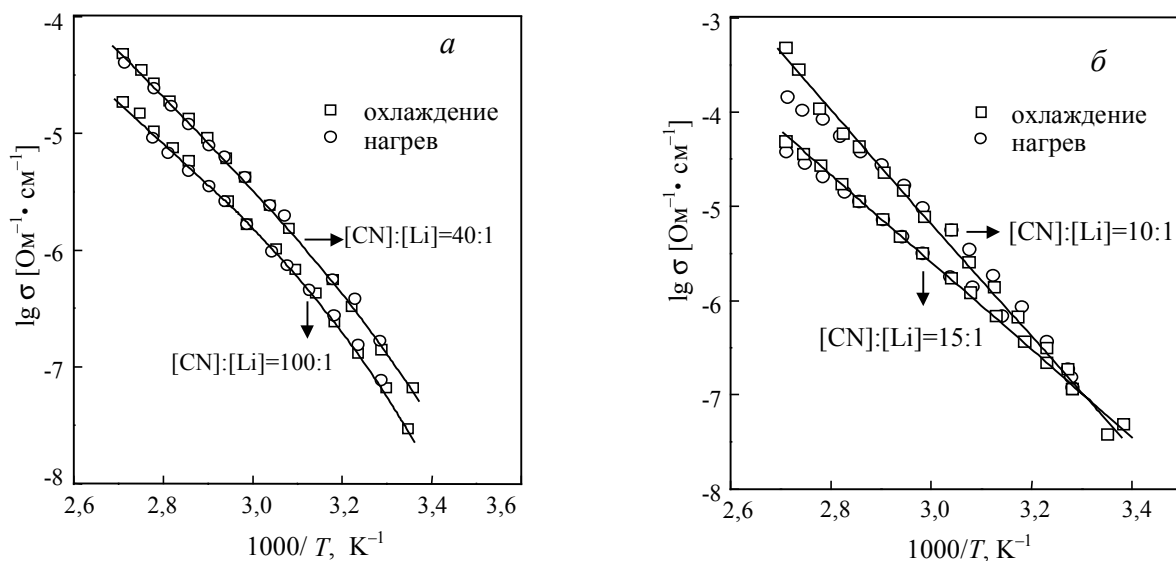 а
-4
-5
-6
-7
-8
lg σ [Ом⁻¹• см⁻¹]
охлаждение
нагрев
[CN]:[Li]=40:1
[CN]:[Li]=100:1
2,6 2,8 3,0 3,2 3,4 3,6
1000/ T, K⁻¹
б
-3
-4
-5
-6
-7
-8
lg σ [Ом⁻¹• см⁻¹]
охлаждение
нагрев
[CN]:[Li]=10:1
[CN]:[Li]=15:1
2,6 2,8 3,0 3,2 3,4
1000/T, K⁻¹